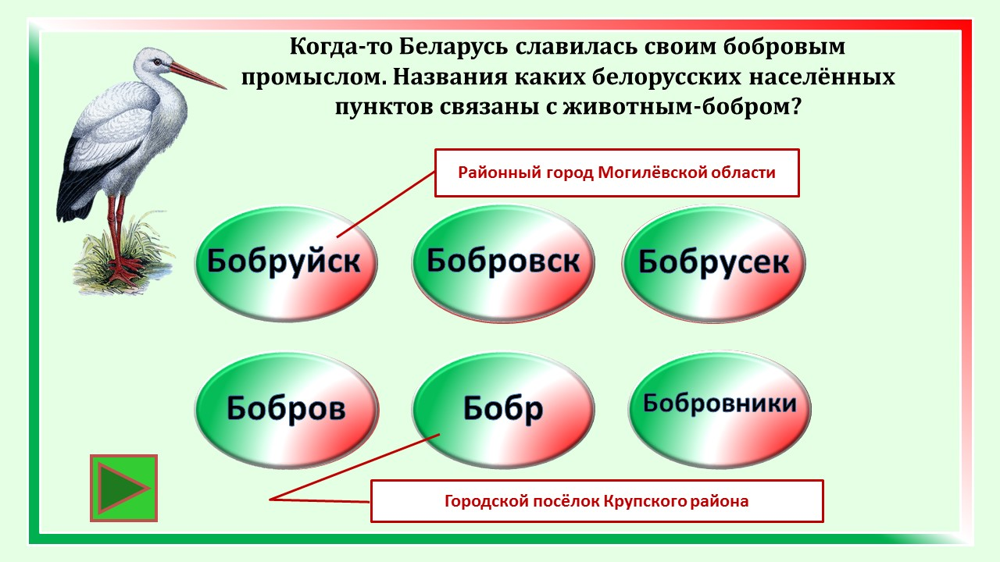 Когда-то Беларусь славилась своим бобровым
промыслом. Названия каких белорусских населённых
пунктов связаны с животным-бобром?
Районный город Могилёвской области
Бобруйск
Бобровск
Бобрусек
Бобров
Бобр
Бобровники
Городской посёлок Крупского района